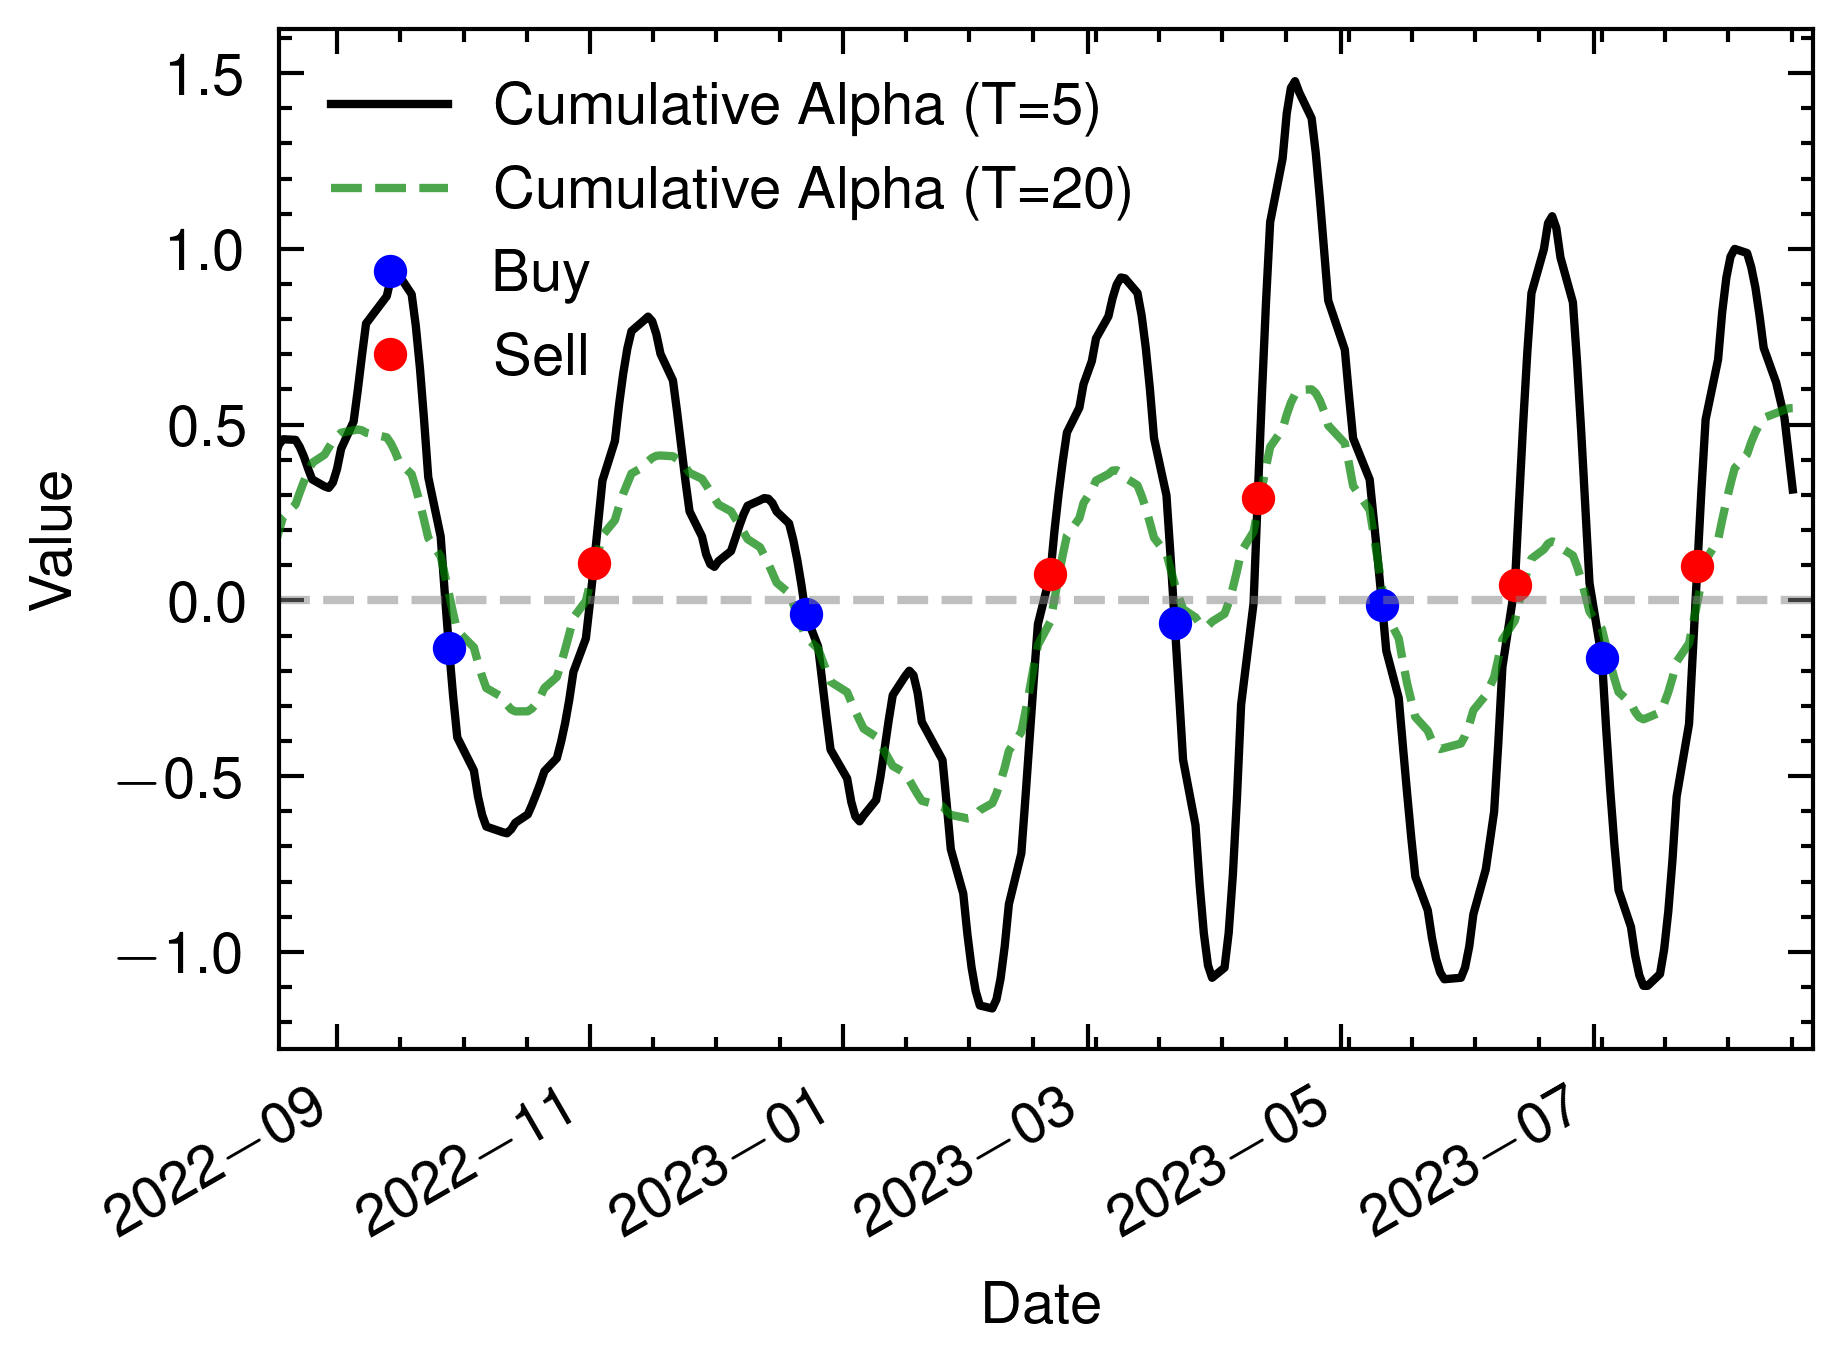 Cumulative Alpha (T=5)
Cumulative Alpha (T=20)
Buy
Sell
Value
1.5
1.0
0.5
0.0
−0.5
−1.0
2022−09
2022−11
2023−01
2023−03
2023−05
2023−07
Date